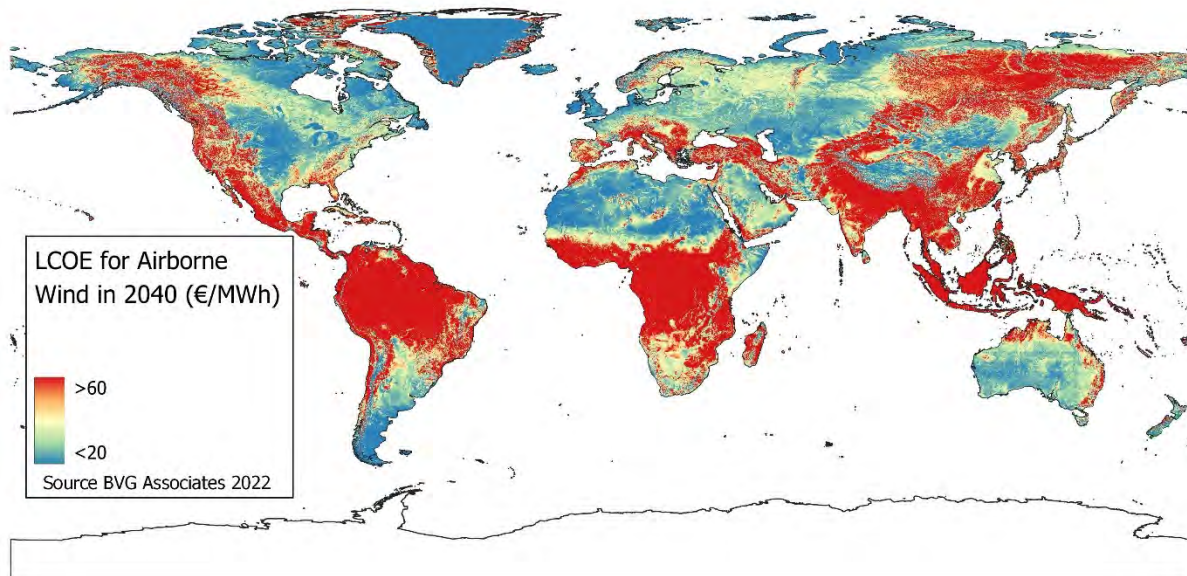 LCOE for Airborne
Wind in 2040 (€/MWh)
>60
<20
Source BVG Associates 2022